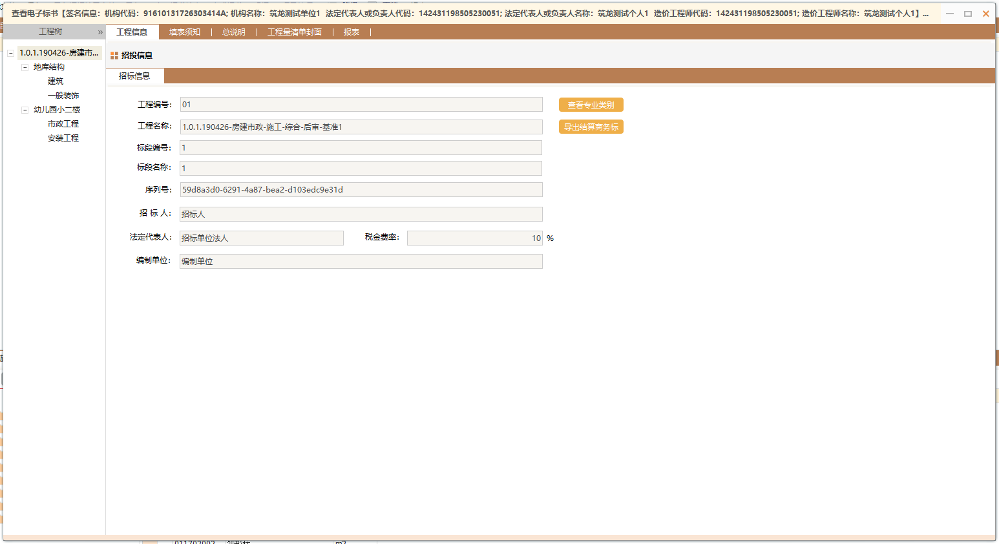 查看电子标书【签名信息：机构代码：91610131726303414A; 机构名称：筑龙测试单位1 法定代表人或负责人代码：142431198505230051; 法定代表人或负责人名称：筑龙测试个人1 造价工程师代码：142431198505230051; 造价工程师名称：筑龙测试个人1】...
工程树 »
工程信息 填表须知 | 总说明 | 工程量清单封面 | 报表 |
1.0.1.190426-房建市...
地库结构
建筑
一般装饰
幼儿园小二楼
市政工程
安装工程
招投信息
招标信息
工程编号： 01 查看专业类别
工程名称： 1.0.1.190426-房建市政-施工-综合-后审-基准1 导出结算商务标
标段编号： 1
标段名称： 1
序列号： 59d8a3d0-6291-4a87-bea2-d103edc9e31d
招 标 人： 招标人
法定代表人： 招标单位法人 税金费率： 10 %
编制单位： 编制单位